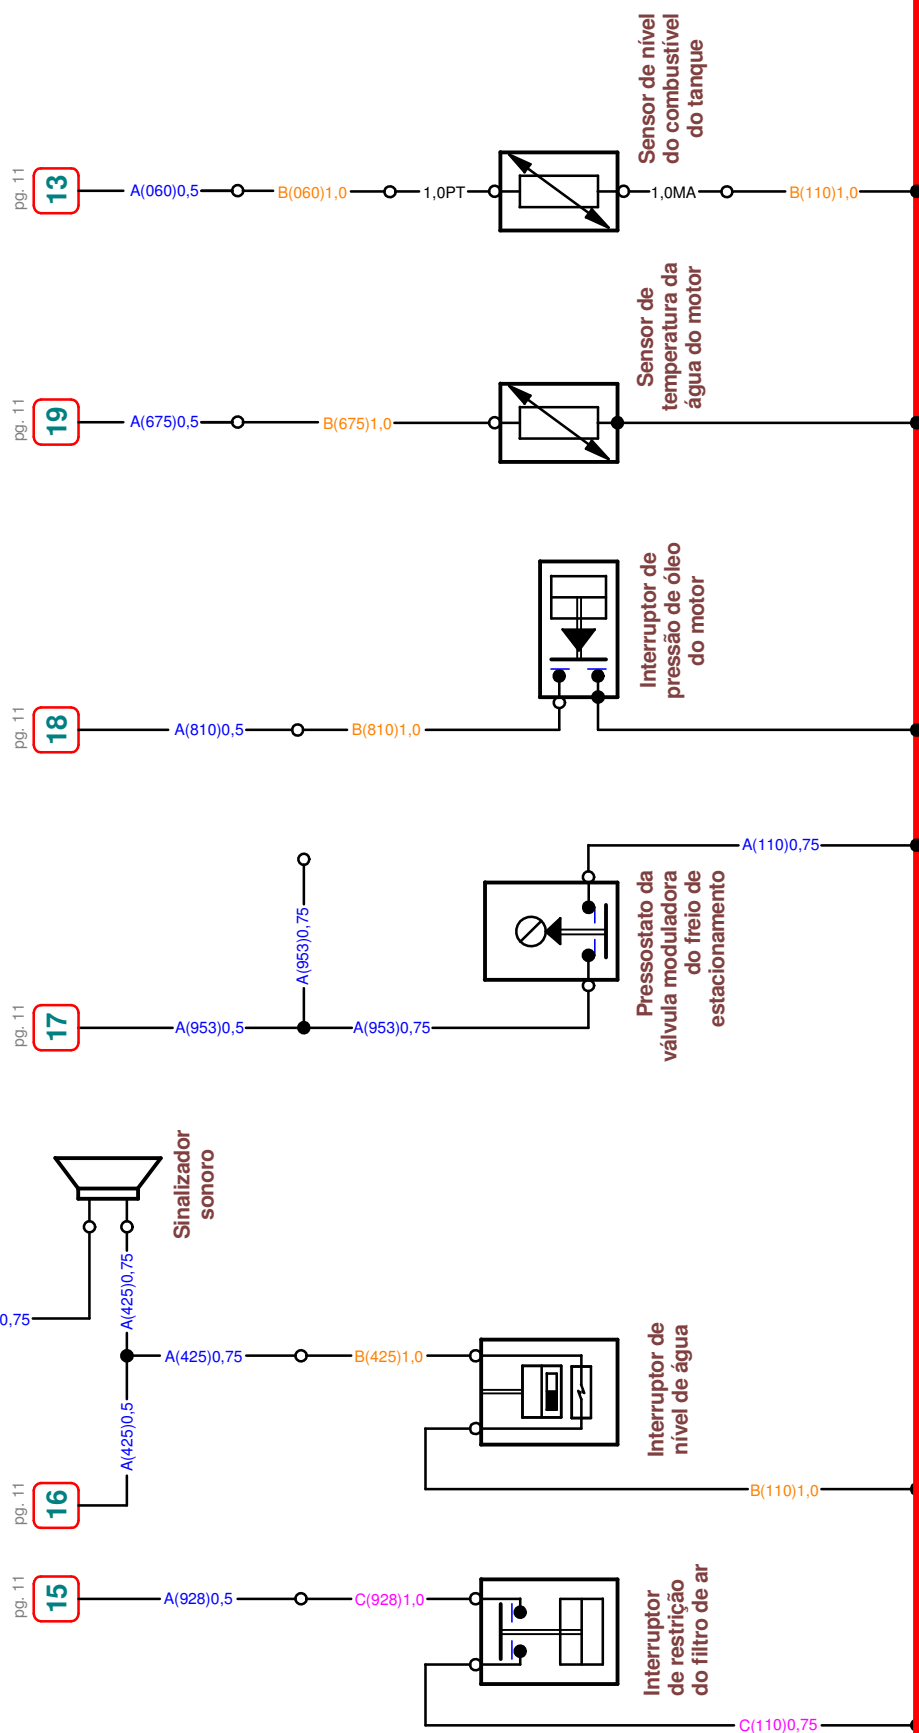 pg. 11
13
A(060)0,5
B(060)1,0
1,0PT
1,0MA
B(110)1,0
Sensor de nível
do combustível
do tanque
pg. 11
19
A(675)0,5
B(675)1,0
Sensor de
temperatura da
água do motor
pg. 11
18
A(810)0,5
B(810)1,0
Interruptor de
pressão de óleo
do motor
pg. 11
17
A(953)0,5
A(953)0,75
A(953)0,75
A(110)0,75
Pressostato da
válvula moduladora
do freio de
estacionamento
Sinalizador
sonoro
0,75
A(425)0,75
A(425)0,75
B(425)1,0
A(425)0,5
pg. 11
16
Interruptor de
nível de água
B(110)1,0
pg. 11
15
A(928)0,5
C(928)1,0
Interruptor
de restrição
do filtro de ar
C(110)0,75